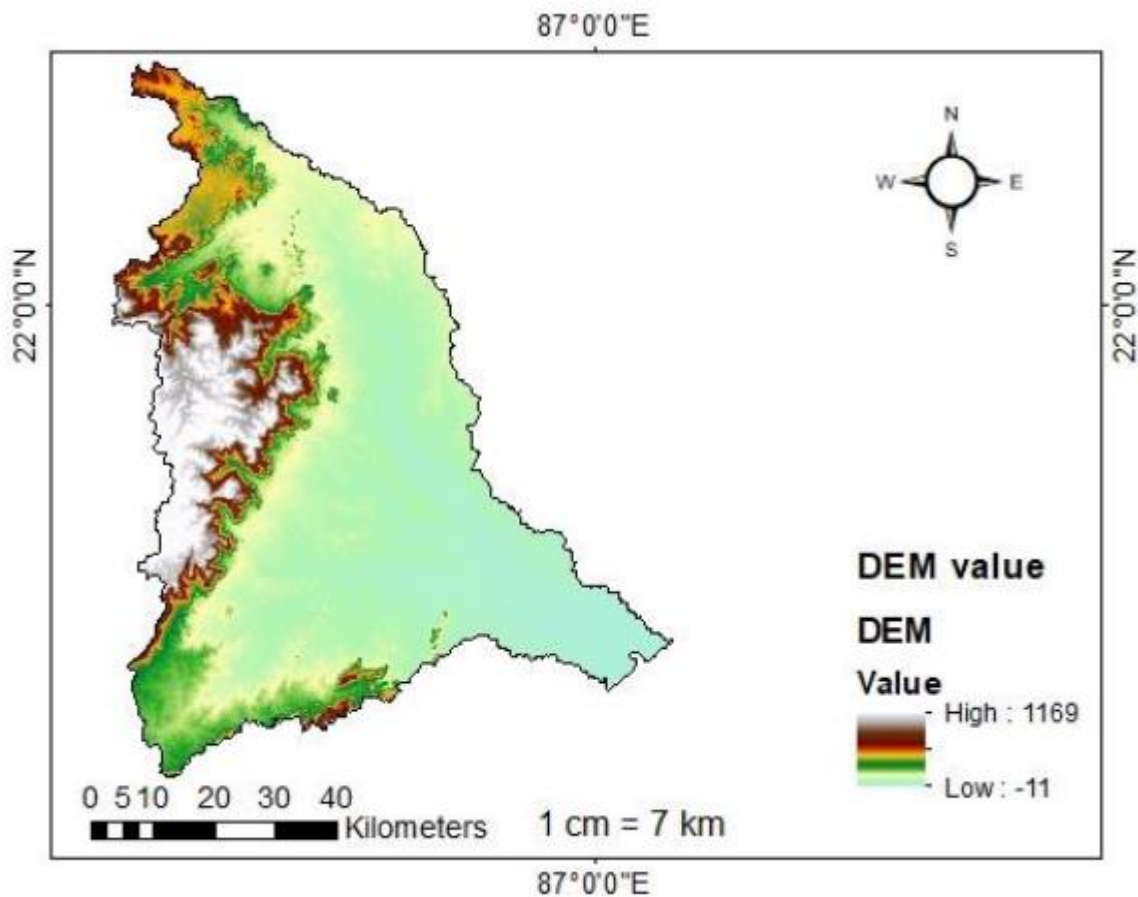 87°0'0"E
N
W E
S
22°0'0"N
22°0'0"N
DEM value
DEM
Value
High : 1169
Low : -11
0 5 10 20 30 40
Kilometers
1 cm = 7 km
87°0'0"E